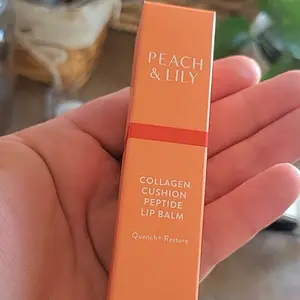 PEACH
& LILY
COLLAGEN
CUSHION
PEPTIDE
LIP BALM
Quench + Restore